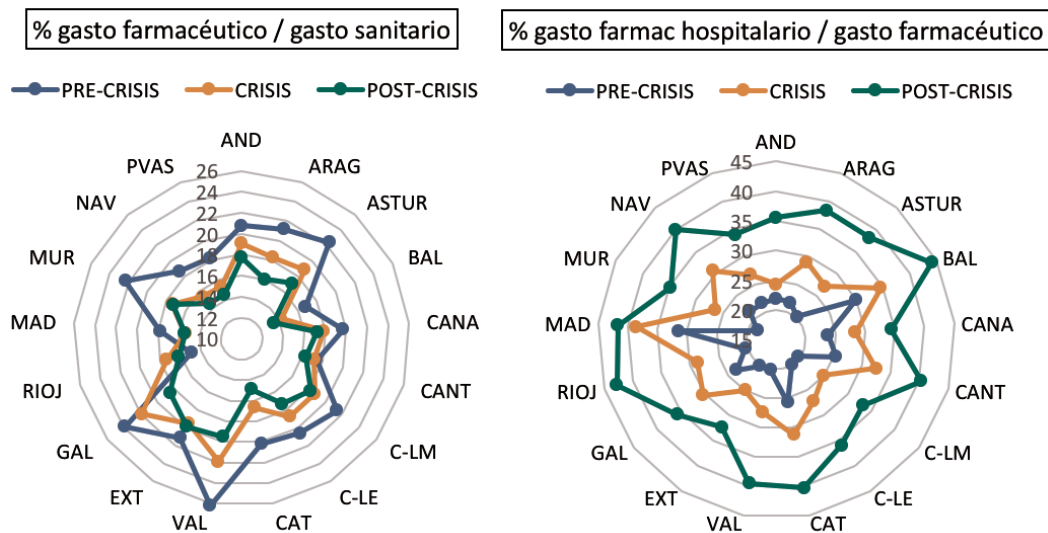 % gasto farmacéutico / gasto sanitario
PRE-CRISIS CRISIS POST-CRISIS
AND
ARAG
ASTUR
BAL
CANA
CANT
C-LM
C-LE
CAT
VAL
EXT
GAL
RIOJ
MAD
MUR
NAV
PVAS
26
24
22
20
18
16
14
12
10
% gasto farmac hospitalario / gasto farmacéutico
PRE-CRISIS CRISIS POST-CRISIS
AND
ARAG
ASTUR
BAL
CANA
CANT
C-LM
C-LE
CAT
VAL
EXT
GAL
RIOJ
MAD
MUR
NAV
PVAS
45
40
35
30
25
20
15